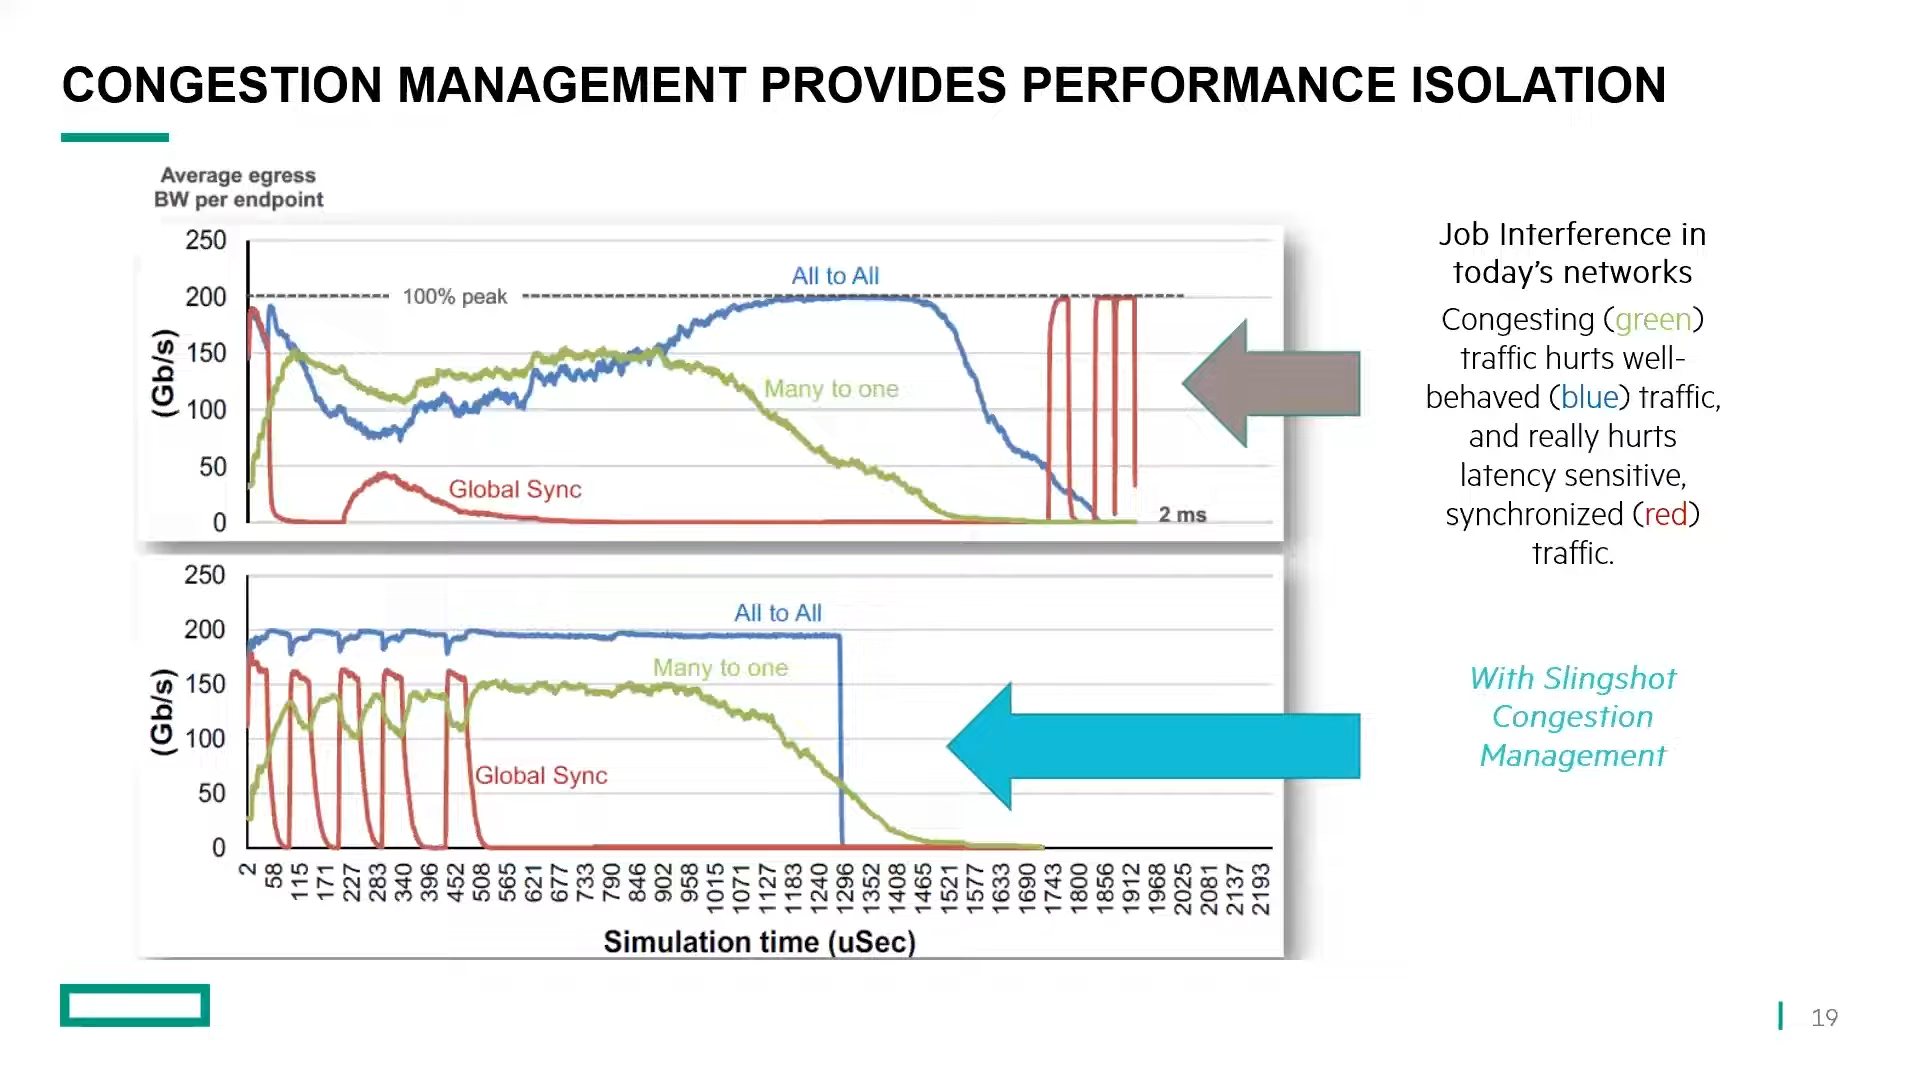 CONGESTION MANAGEMENT PROVIDES PERFORMANCE ISOLATION
Average egress
BW per endpoint
250
200
150
100
50
0
(Gb/s)
100% peak
All to All
Many to one
Global Sync
2 ms
Job Interference in
today's networks
Congesting (green)
traffic hurts well-
behaved (blue) traffic,
and really hurts
latency sensitive,
synchronized (red)
traffic.
250
200
150
100
50
0
(Gb/s)
All to All
Many to one
Global Sync
With Slingshot
Congestion
Management
2 58 115 171 227 283 340 396 452 508 565 621 677 733 790 846 902 958 1015 1071 1127 1183 1240 1296 1352 1408 1465 1521 1577 1633 1690 1743 1800 1856 1912 1968 2025 2081 2137 2193
Simulation time (uSec)
19